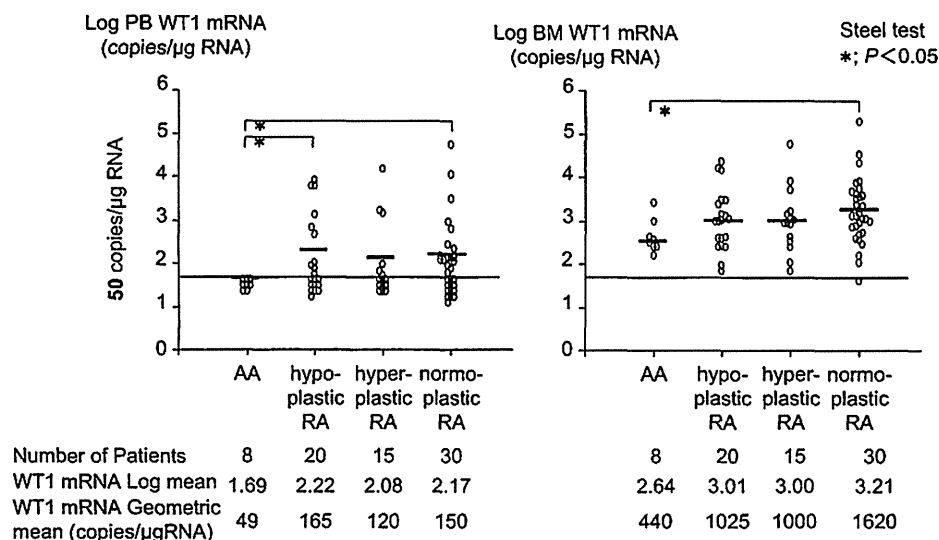 Log PB WT1 mRNA
(copies/μg RNA)
Log BM WT1 mRNA
(copies/μg RNA)
Steel test
*; P<0.05
50 copies/μg RNA
6
5
4
3
2
1
0
*
*
6
5
4
3
2
1
0
*
AA hypo- hyper- normo-
plastic plastic plastic
RA RA RA
AA hypo- hyper- normo-
plastic plastic plastic
RA RA RA
Number of Patients 8 20 15 30 8 20 15 30
WT1 mRNA Log mean 1.69 2.22 2.08 2.17 2.64 3.01 3.00 3.21
WT1 mRNA Geometric
mean (copies/μgRNA) 49 165 120 150 440 1025 1000 1620